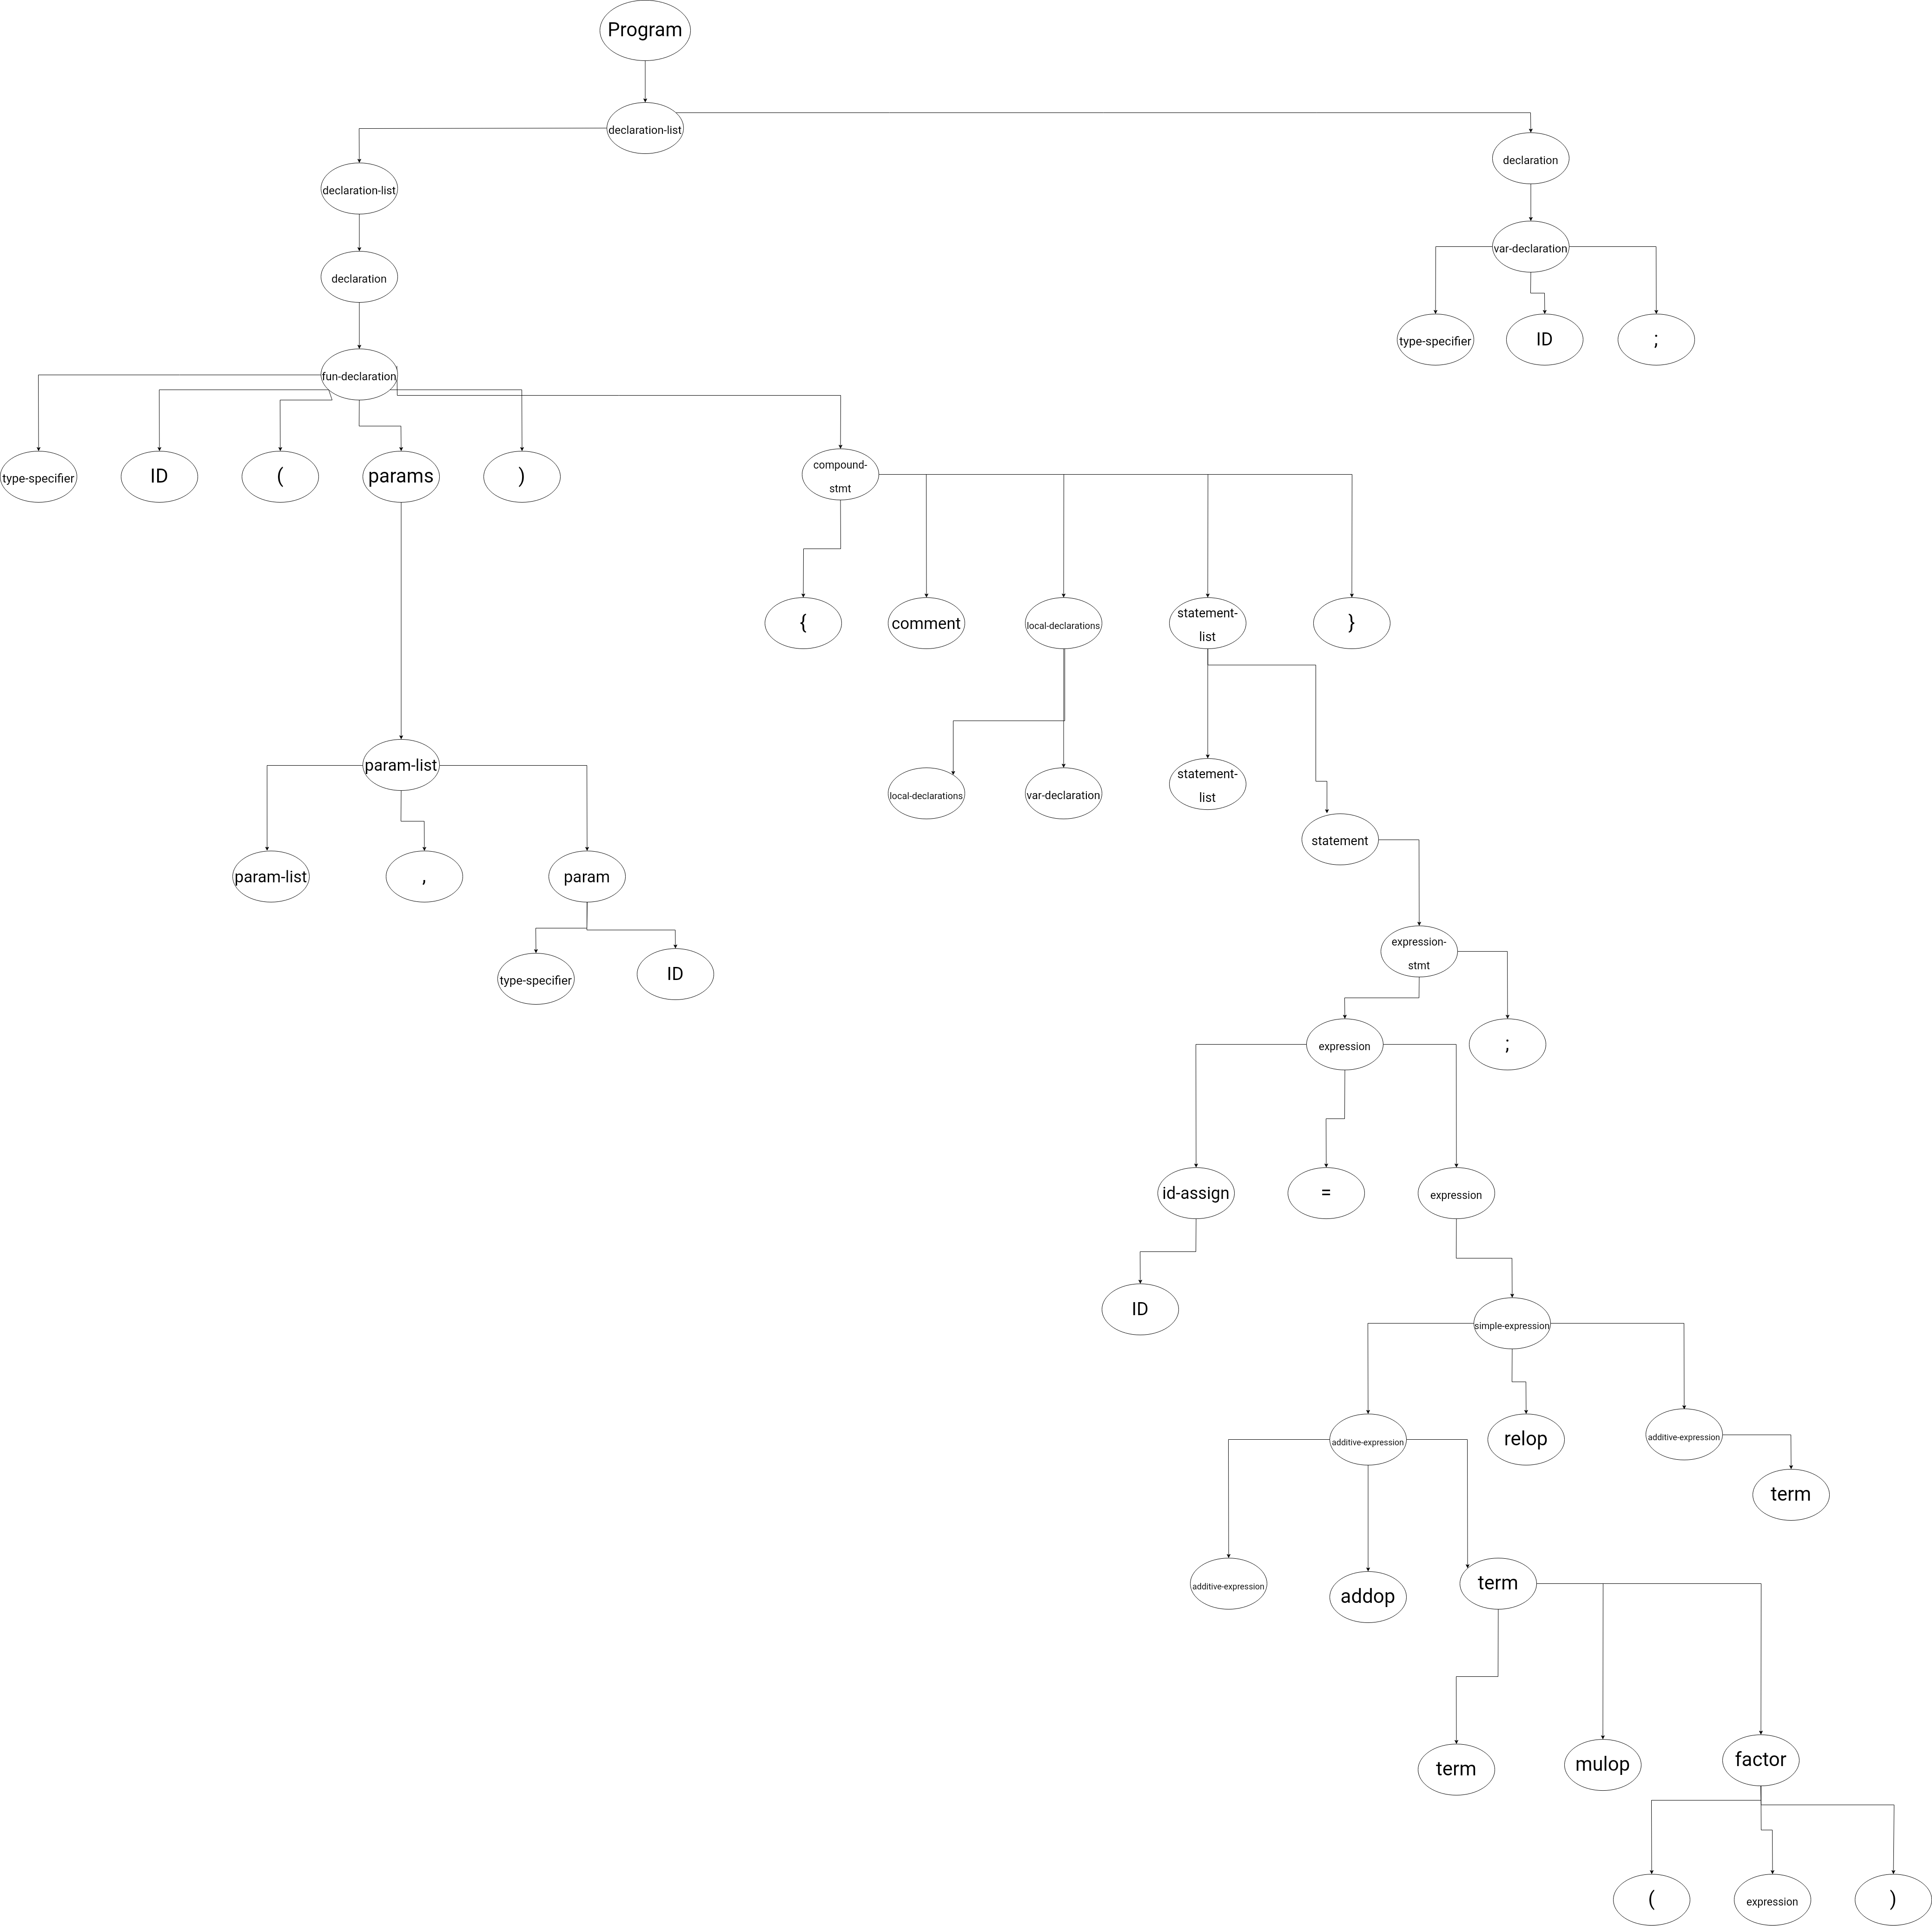 Program
declaration-list
declaration
declaration-list
var-declaration
declaration
type-specifier
ID
;
fun-declaration
type-specifier
ID
(
params
)
compound-
stmt
{
comment
local-declarations
statement-
list
}
param-list
local-declarations
var-declaration
statement-
list
statement
param-list
,
param
expression-
stmt
type-specifier
ID
expression
;
id-assign
=
expression
ID
simple-expression
additive-expression
relop
additive-expression
term
additive-expression
addop
term
term
mulop
factor
(
expression
)